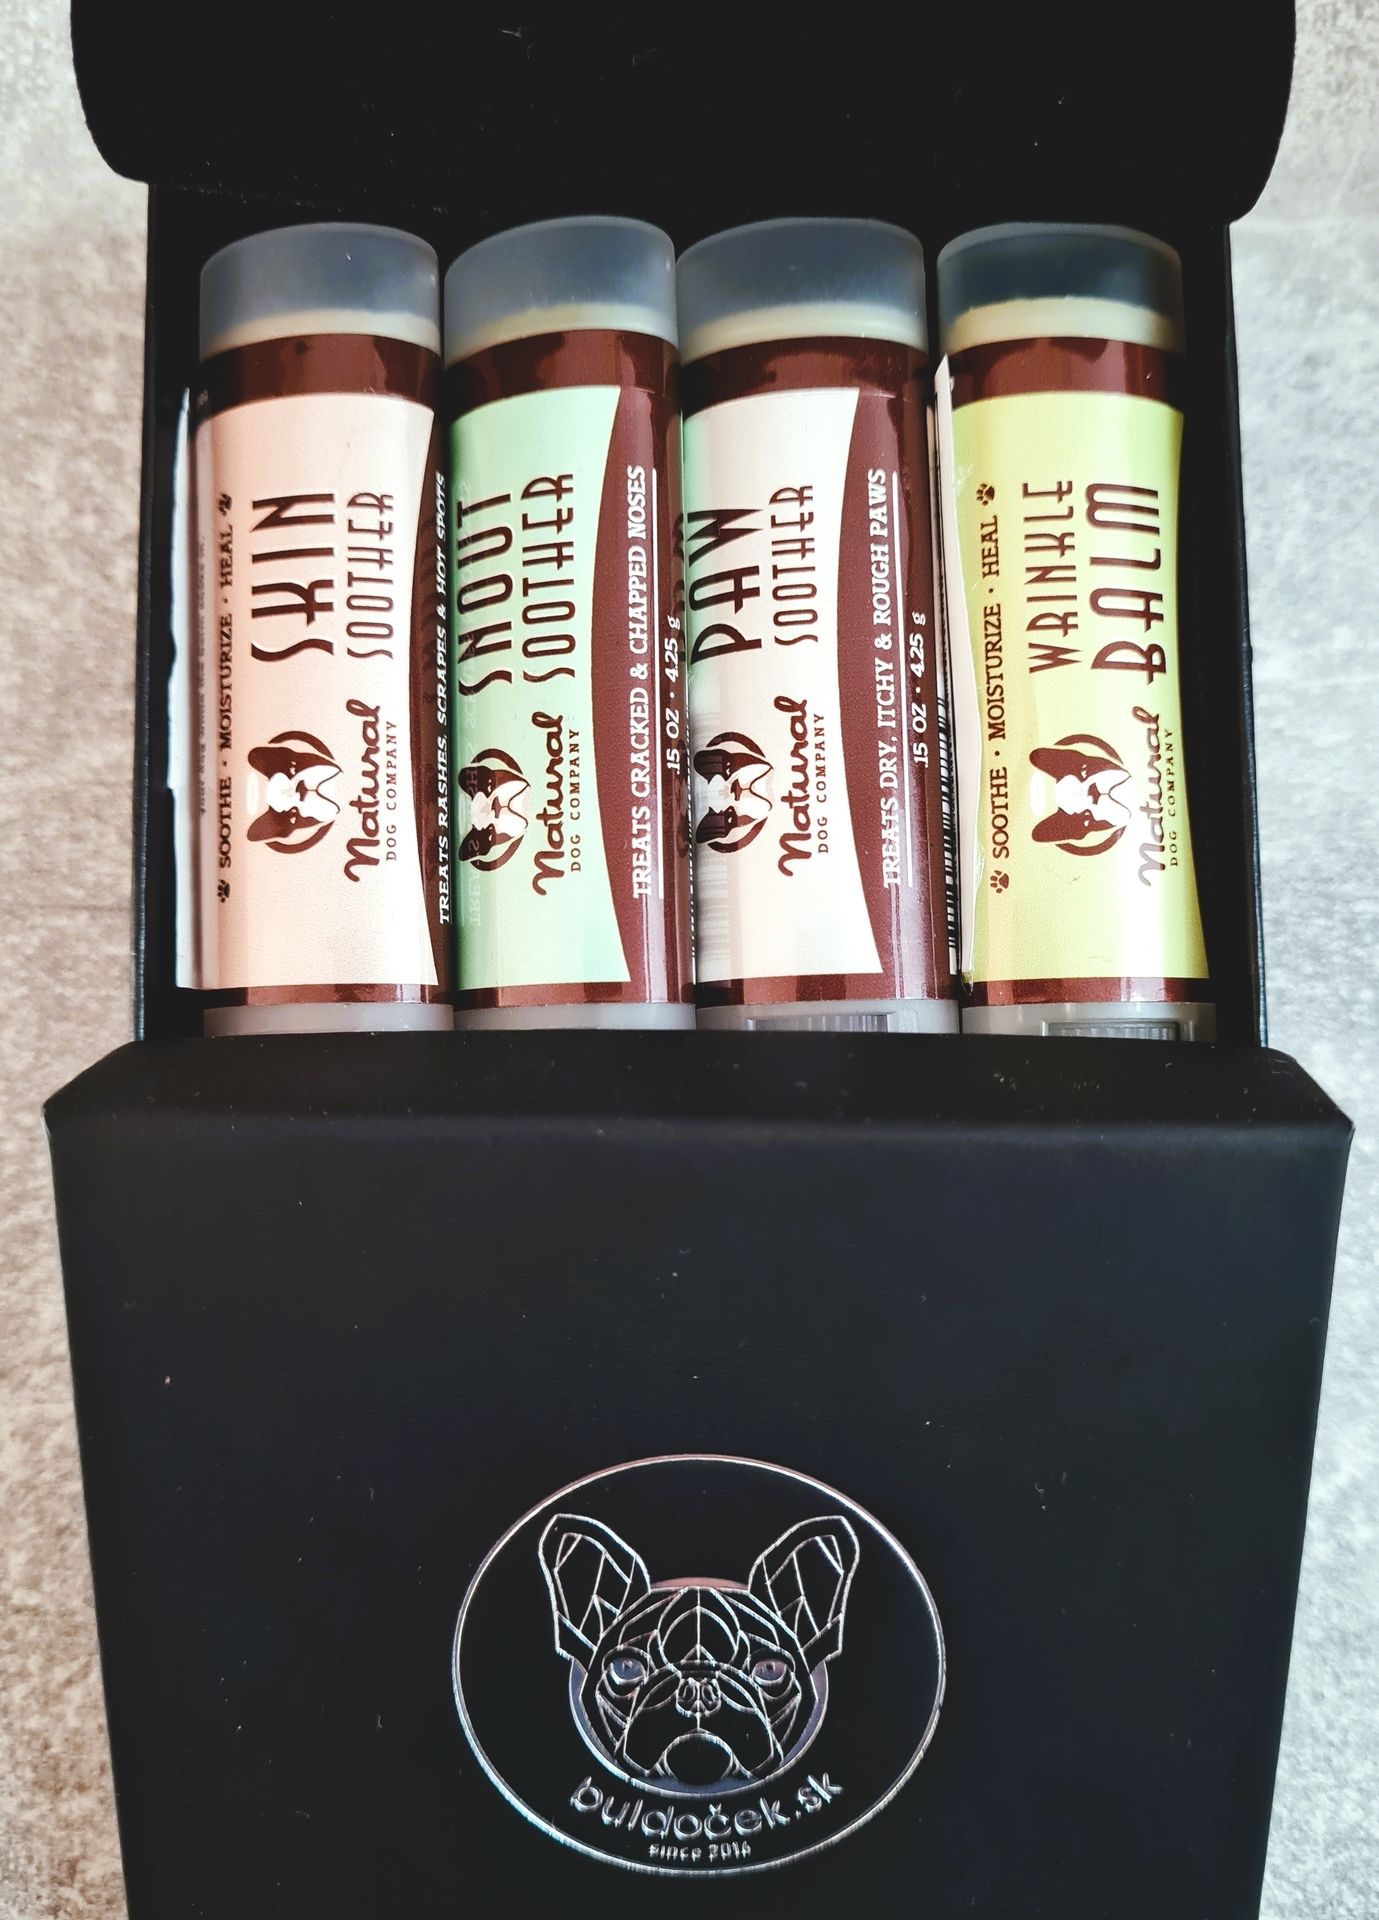 SOOTHE · MOISTURIZE · HEAL
SKIN
SOOTHER
Natural
DOG COMPANY
TREATS RASHES, SCRAPES & HOT SPOTS
SNOUT
SOOTHER
Natural
DOG COMPANY
TREATS CRACKED & CHAPPED NOSES
.15 OZ · 4.25 g
PAW
SOOTHER
Natural
DOG COMPANY
TREATS DRY, ITCHY & ROUGH PAWS
.15 OZ · 4.25 g
SOOTHE · MOISTURIZE · HEAL
WRINKLE
BALM
Natural
DOG COMPANY
buldoček.sk
since 2016